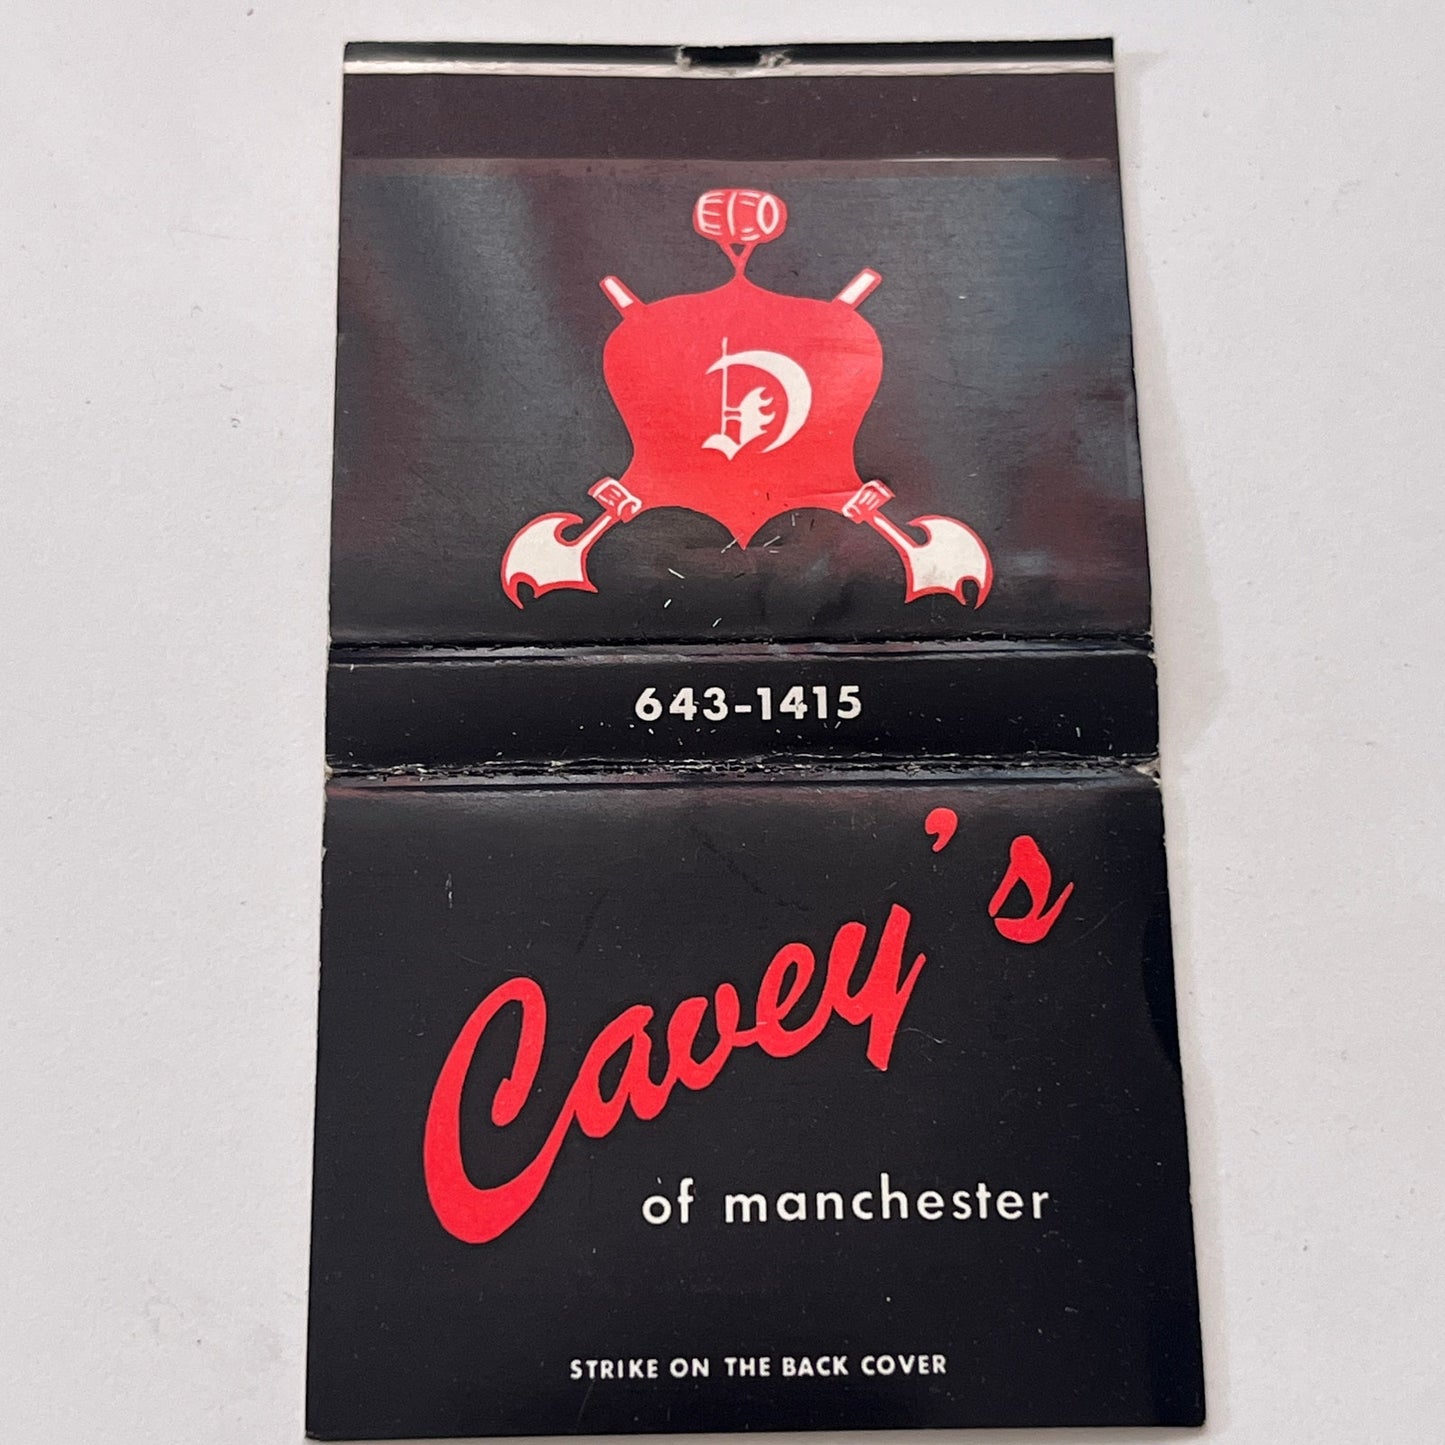 D
643-1415
Cavey's
of manchester
STRIKE ON THE BACK COVER